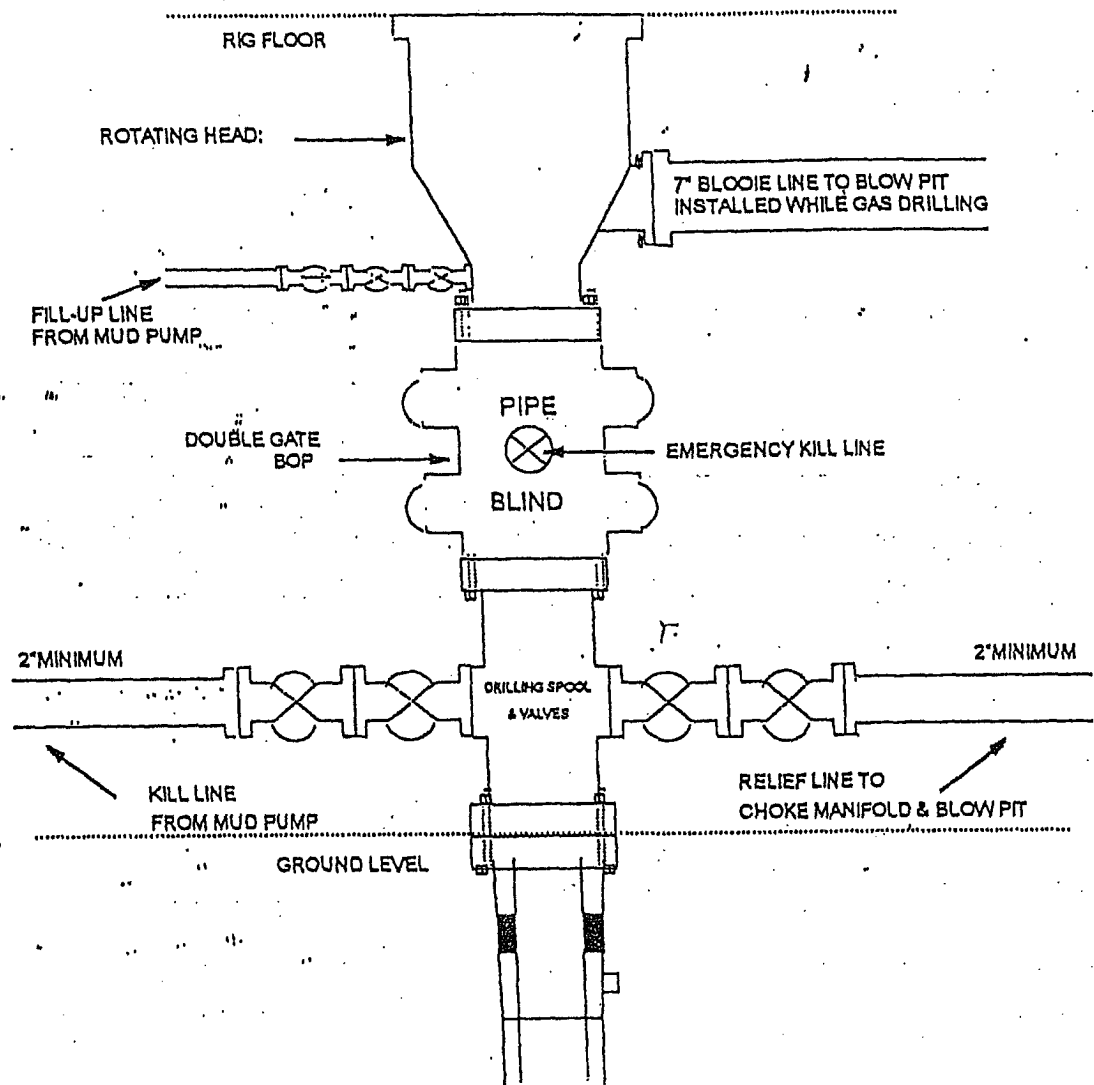 RIG FLOOR
ROTATING HEAD:
7" BLOOIE LINE TO BLOW PIT
INSTALLED WHILE GAS DRILLING
FILL-UP LINE
FROM MUD PUMP
PIPE
DOUBLE GATE
BOP
EMERGENCY KILL LINE
BLIND
2"MINIMUM
2"MINIMUM
DRILLING SPOOL
& VALVES
KILL LINE
FROM MUD PUMP
RELIEF LINE TO
CHOKE MANIFOLD & BLOW PIT
GROUND LEVEL